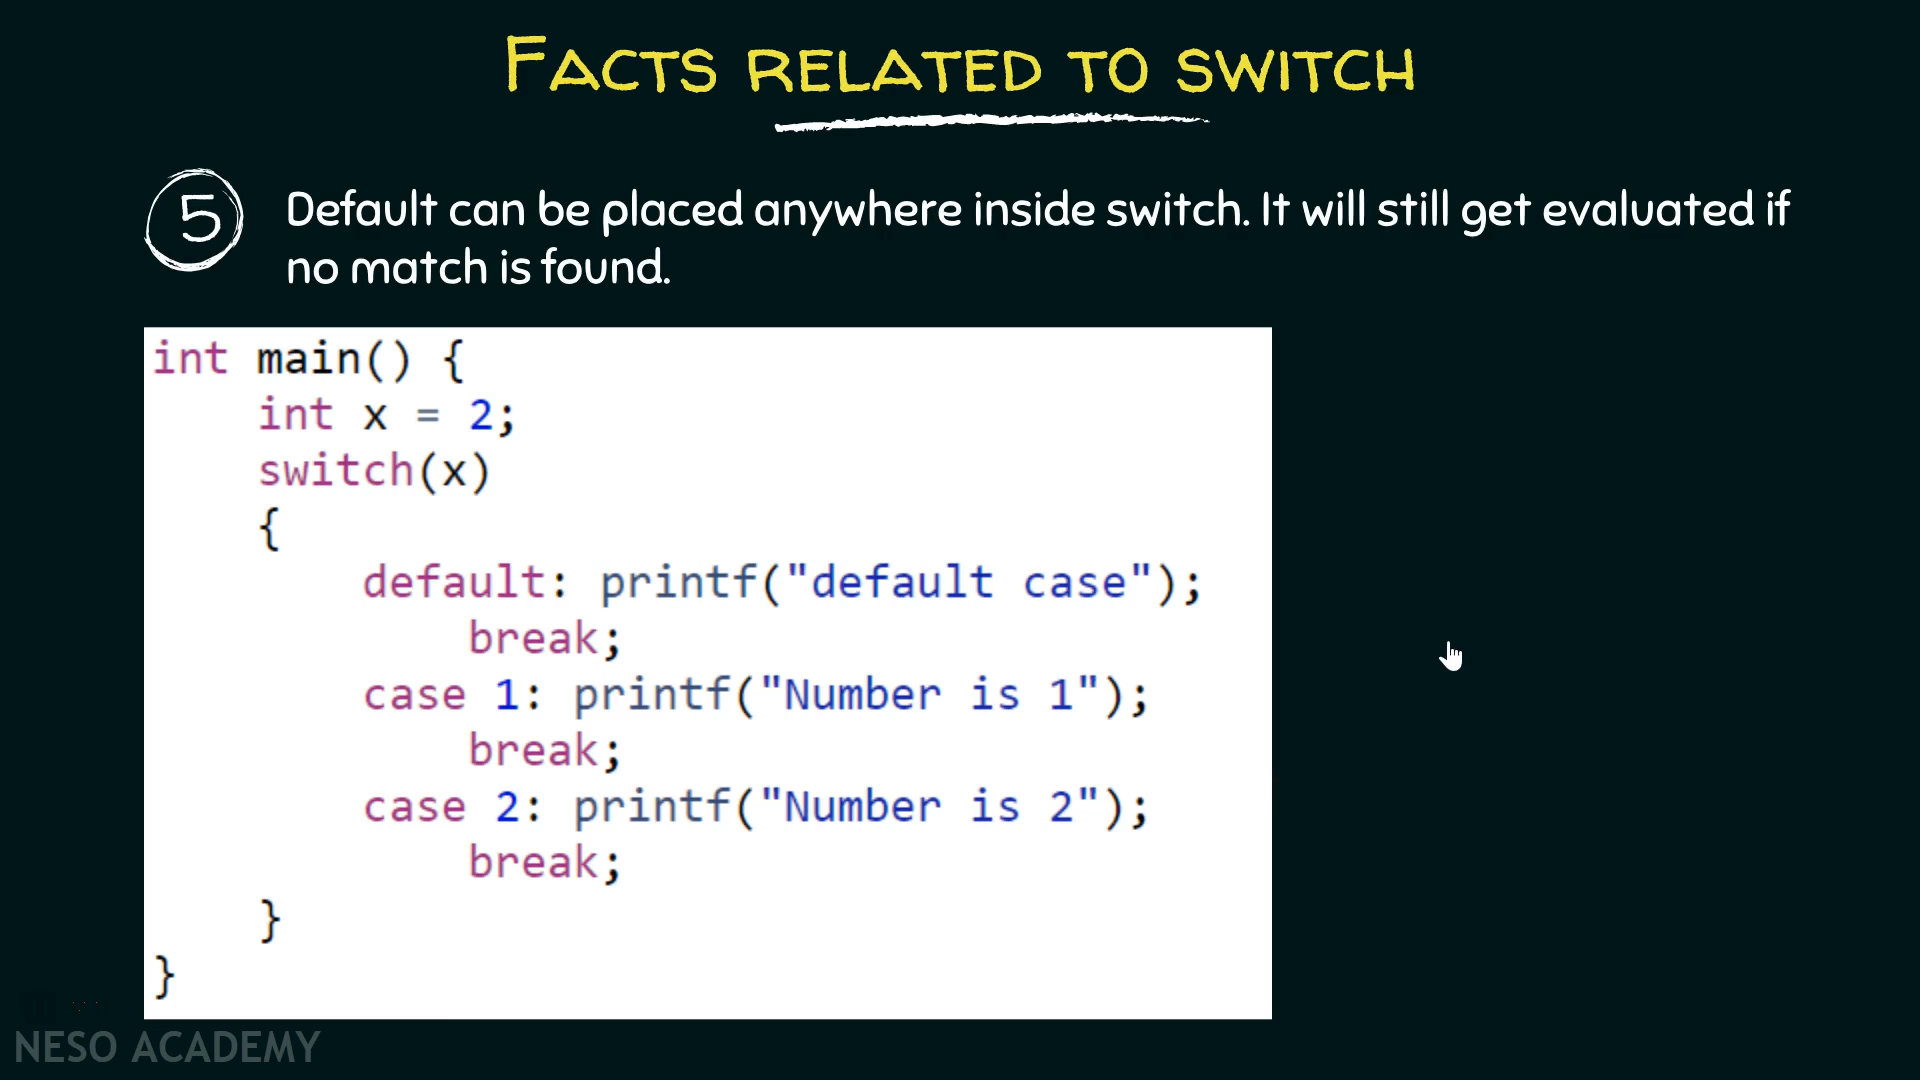 FACTS RELATED TO SWITCH
5 Default can be placed anywhere inside switch. It will still get evaluated if
no match is found.
int main() {
    int x = 2;
    switch(x)
    {
        default: printf("default case");
            break;
        case 1: printf("Number is 1");
            break;
        case 2: printf("Number is 2");
            break;
    }
}
NESO ACADEMY